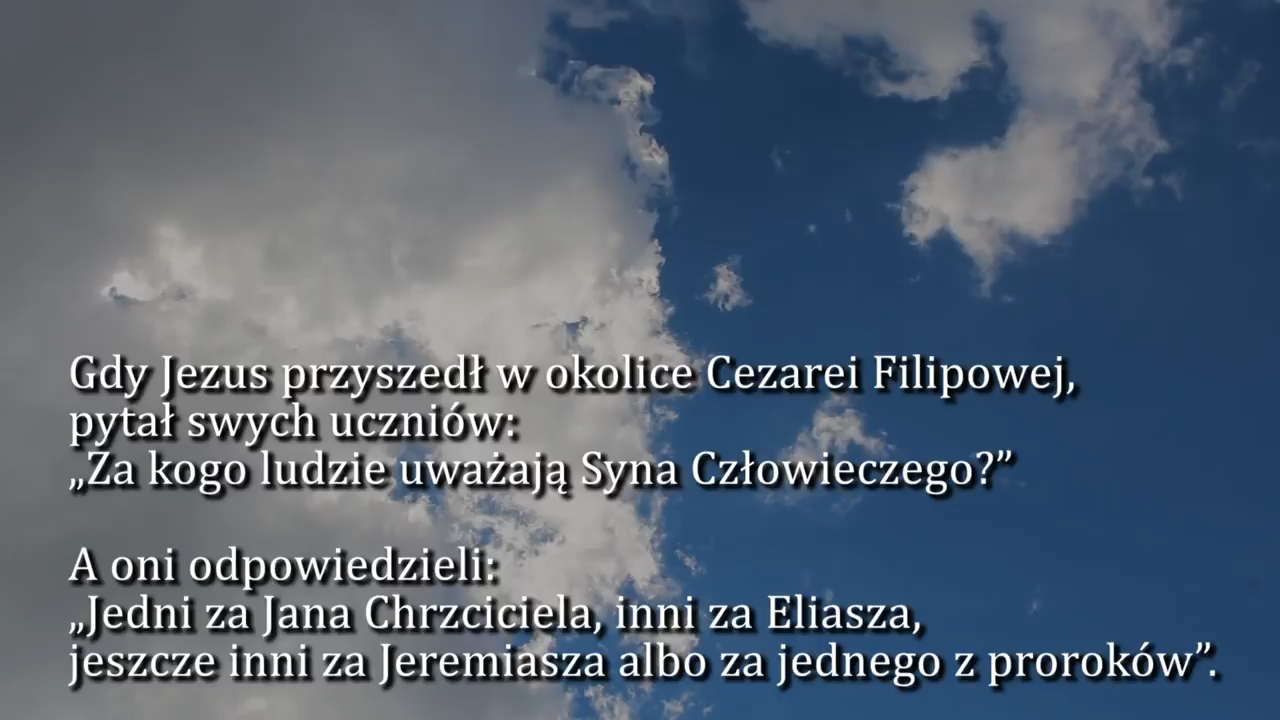 Gdy Jezus przyszedł w okolice Cezarei Filipowej,
pytał swych uczniów:
„Za kogo ludzie uważają Syna Człowieczego?”
A oni odpowiedzieli:
„Jedni za Jana Chrzciciela, inni za Eliasza,
jeszcze inni za Jeremiasza albo za jednego z proroków”.